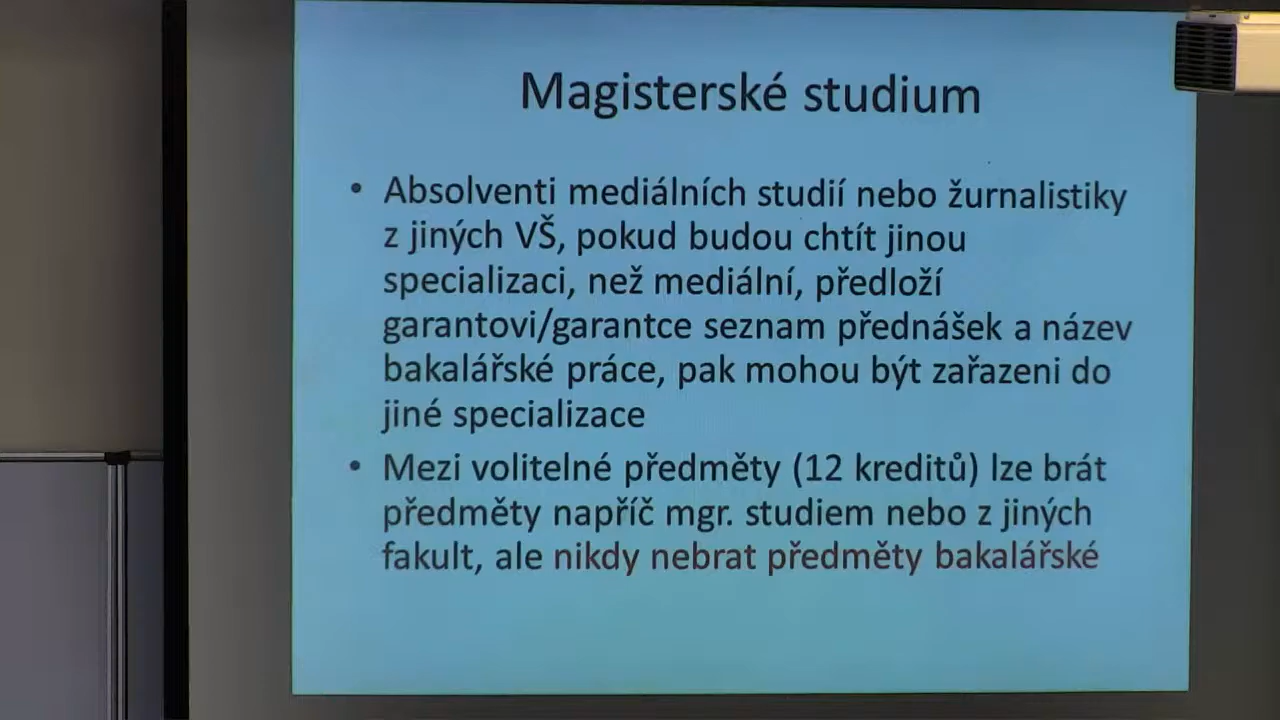 Magisterské studium
• Absolventi mediálních studií nebo žurnalistiky
z jiných VŠ, pokud budou chtít jinou
specializaci, než mediální, předloží
garantovi/garantce seznam přednášek a název
bakalářské práce, pak mohou být zařazeni do
jiné specializace
• Mezi volitelné předměty (12 kreditů) lze brát
předměty napříč mgr. studiem nebo z jiných
fakult, ale nikdy nebrat předměty bakalářské